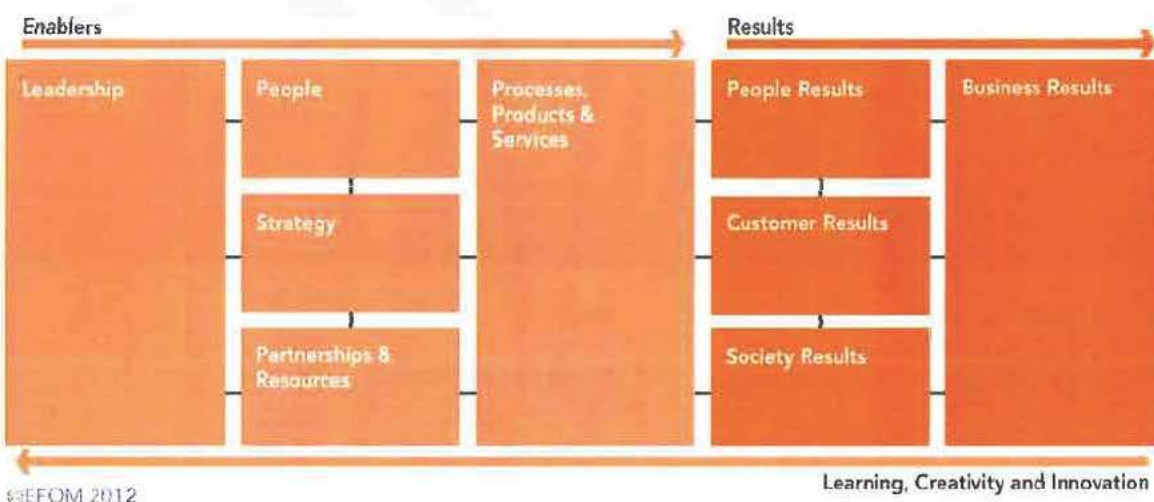 Enablers
Results
Leadership
People
Processes,
Products &
Services
People Results
Business Results
Strategy
Customer Results
Partnerships &
Resources
Society Results
Learning, Creativity and Innovation
EFQM 2012